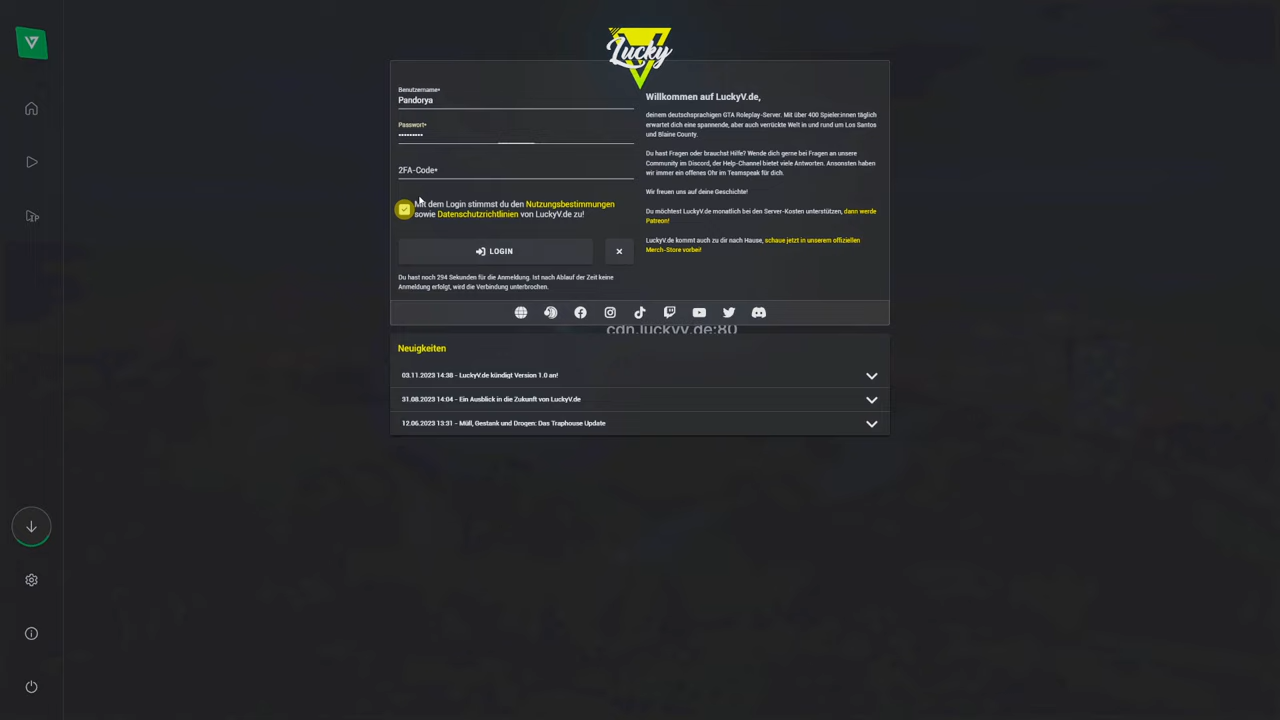 Lucky
Benutzername*
Pandorya
Passwort*
2FA-Code*
Mit dem Login stimmst du den Nutzungsbestimmungen
sowie Datenschutzrichtlinien von LuckyV.de zu!
LOGIN
Du hast noch 294 Sekunden für die Anmeldung. Ist nach Ablauf der Zeit keine
Anmeldung erfolgt, wird die Verbindung unterbrochen.
Willkommen auf LuckyV.de,
deinem deutschsprachigen GTA Roleplay-Server. Mit über 400 Spieler:innen täglich
erwartet dich eine spannende, aber auch verrückte Welt in und rund um Los Santos
und Blaine County.
Du hast Fragen oder brauchst Hilfe? Wende dich gerne bei Fragen an unsere
Community im Discord, der Help-Channel bietet viele Antworten. Ansonsten haben
wir immer ein offenes Ohr im Teamspeak für dich.
Wir freuen uns auf deine Geschichte!
Du möchtest LuckyV.de monatlich bei den Server-Kosten unterstützen, dann werde
Patreon!
LuckyV.de kommt auch zu dir nach Hause, schaue jetzt in unserem offiziellen
Merch-Store vorbei!
cdn.luckyv.de:80
Neuigkeiten
03.11.2023 14:38 - LuckyV.de kündigt Version 1.0 an!
31.08.2023 14:04 - Ein Ausblick in die Zukunft von LuckyV.de
12.06.2023 13:31 - Müll, Gestank und Drogen: Das Traphouse Update